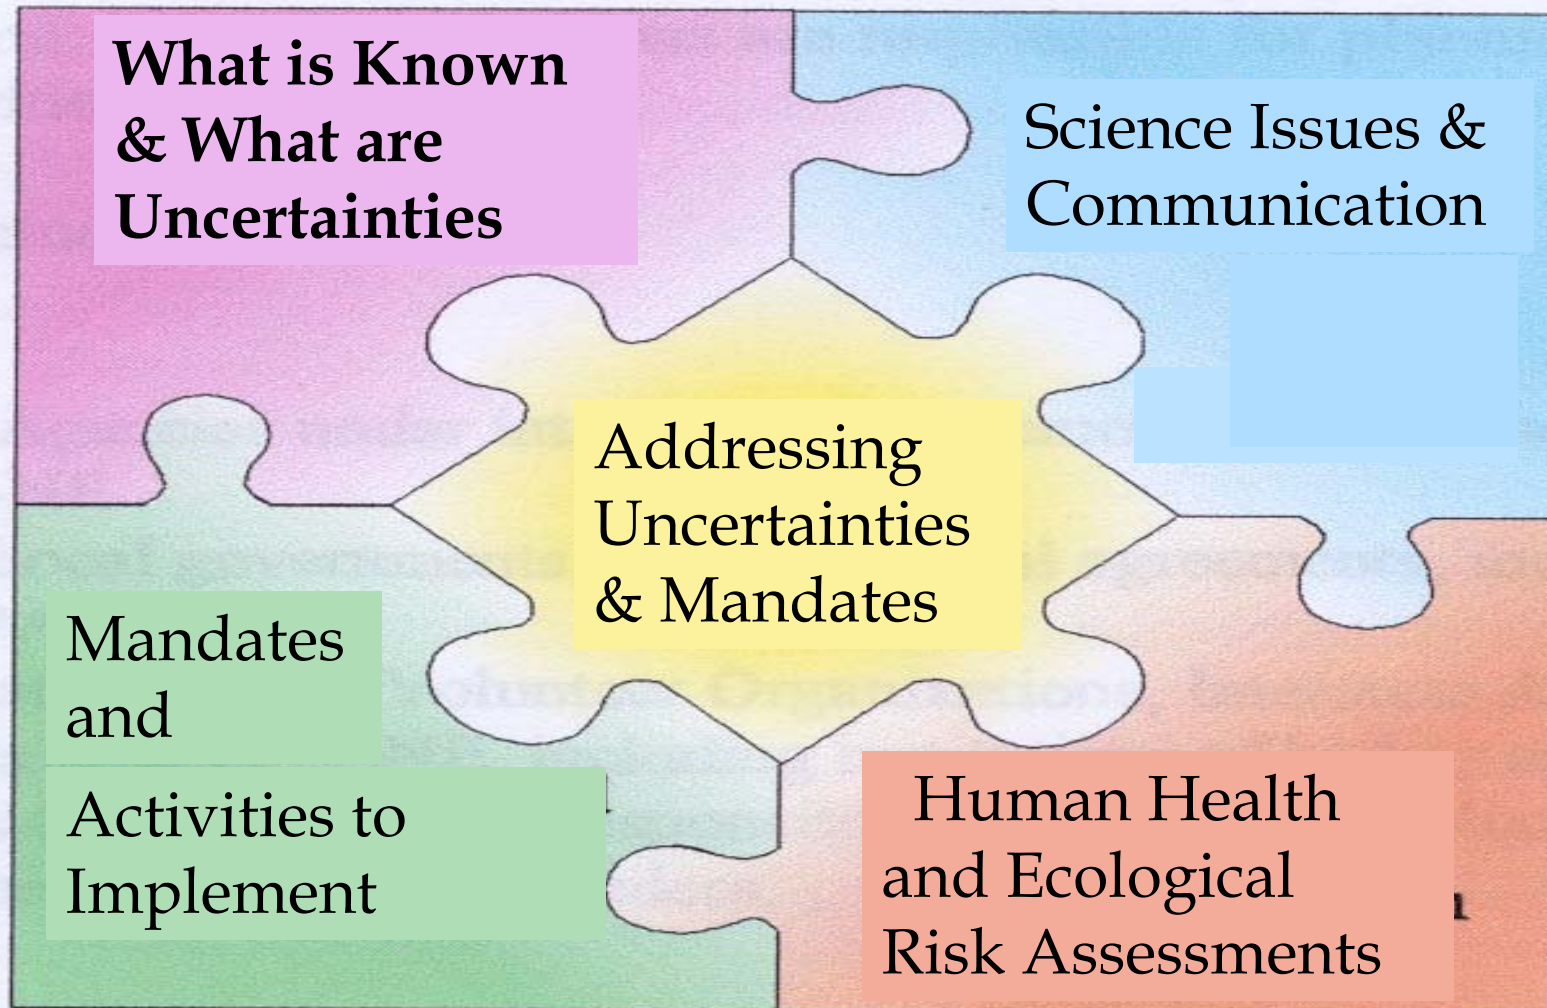 What is Known
& What are
Uncertainties
Science Issues &
Communication
Addressing
Uncertainties
& Mandates
Mandates
and
Activities to
Implement
Human Health
and Ecological
Risk Assessments